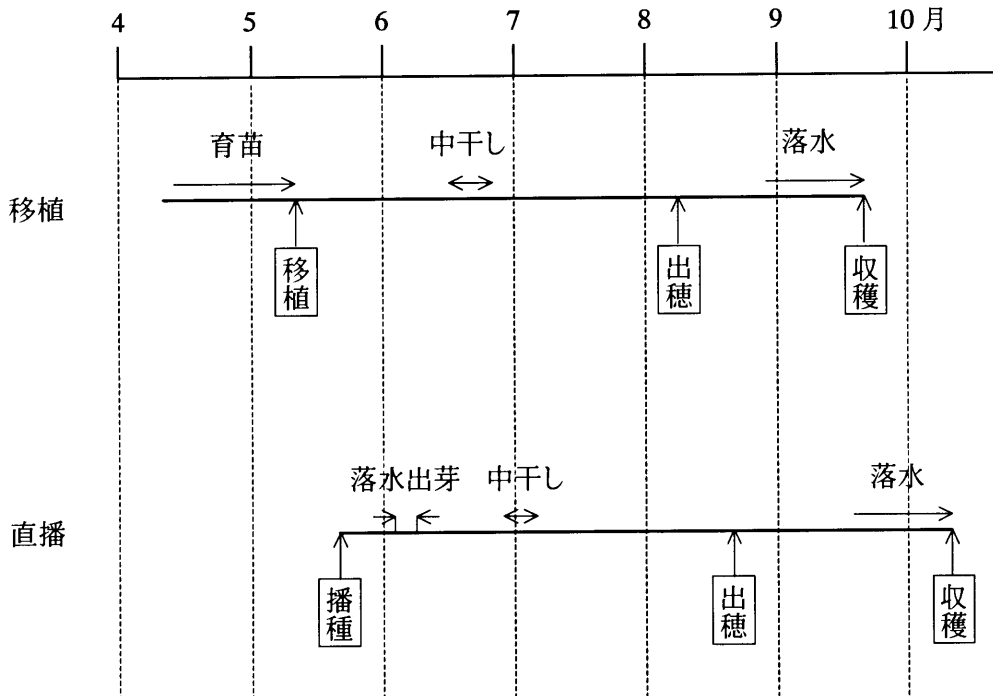 4 5 6 7 8 9 10 月
育苗 中干し 落水
移植
移植 出穂 収穫
落水出芽 中干し 落水
直播
播種 出穂 収穫